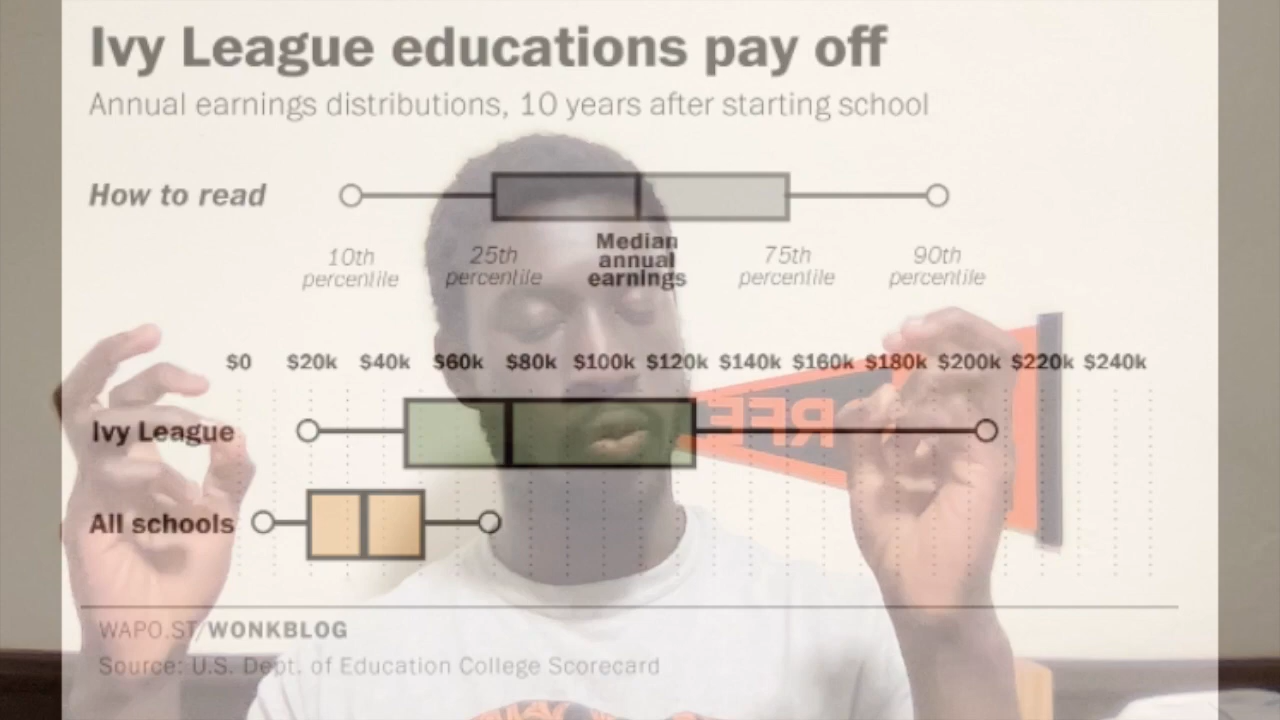 Ivy League educations pay off
Annual earnings distributions, 10 years after starting school
How to read
10th
percentile
25th
percentile
Median
annual
earnings
75th
percentile
90th
percentile
$0 $20k $40k $60k $80k $100k $120k $140k $160k $180k $200k $220k $240k
Ivy League
All schools
WAPO.ST/WONKBLOG
Source: U.S. Dept. of Education College Scorecard